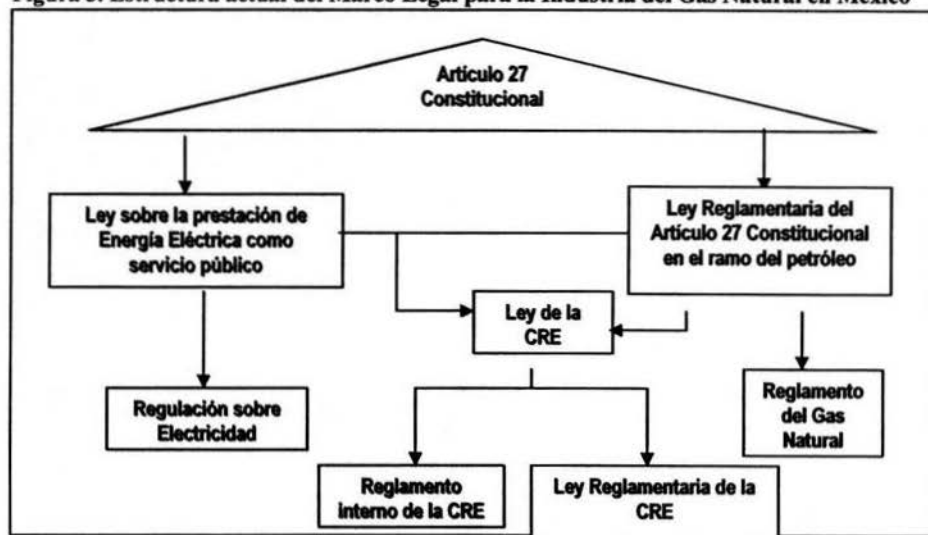 Figura 3. Estructura actual del Marco Legal para la Industria del Gas Natural en México
Artículo 27
Constitucional
Ley sobre la prestación de
Energía Eléctrica como
servicio público
Ley Reglamentaria del
Artículo 27 Constitucional
en el ramo del petróleo
Ley de la
CRE
Regulación sobre
Electricidad
Reglamento
del Gas
Natural
Reglamento
interno de la CRE
Ley Reglamentaria de la
CRE